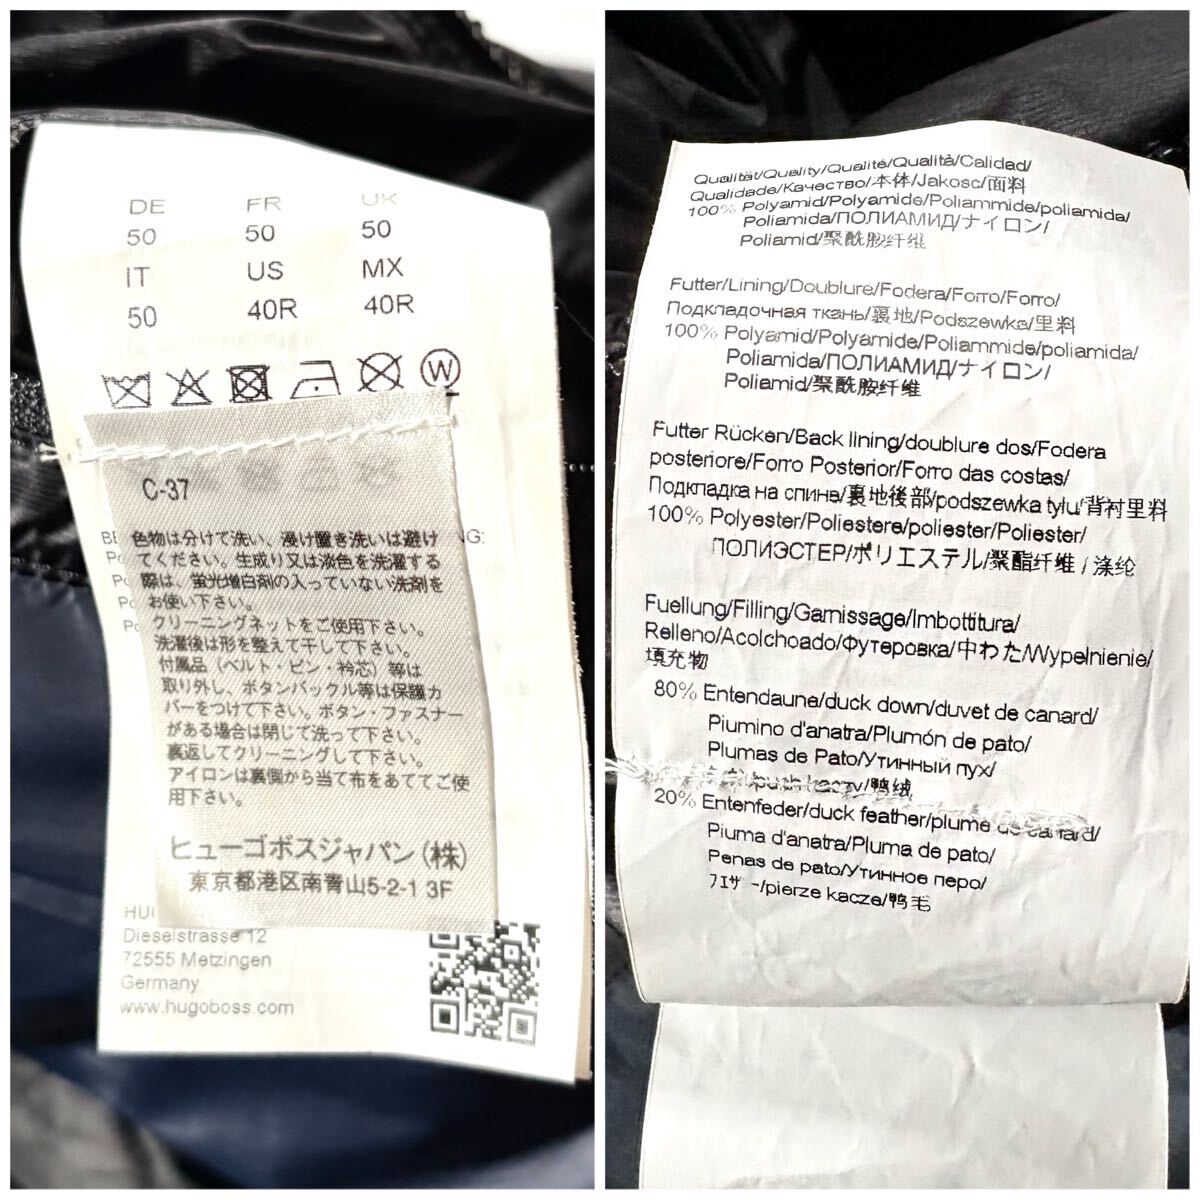 DE FR UK
50 50 50
IT US MX
50 40R 40R
W
C-37
色物は分けて洗い、漬け置き洗いは避け
てください。生成り又は淡色を洗濯する
際は、蛍光増白剤の入っていない洗剤を
お使い下さい。
クリーニングネットをご使用下さい。
洗濯後は形を整えて干して下さい。
付属品（ベルト・ピン・衿芯）等は
取り外し、ボタンバックル等は保護カ
バーをつけて下さい。ボタン・ファスナー
がある場合は閉じて洗って下さい。
裏返してクリーニングして下さい。
アイロンは裏側から当て布をあててご使
用下さい。
ヒューゴボスジャパン(株)
東京都港区南青山5-2-1 3F
Dieselstrasse 12
72555 Metzingen
Germany
www.hugoboss.com
Qualität/Quality/Qualité/Qualità/Calidad/
Qualidade/Качество/本体/Jakosc/面料
100% Polyamid/Polyamide/Poliammide/poliamida/
Poliamida/ПОЛИАМИД/ナイロン/
Poliamid/聚酰胺纤维
Futter/Lining/Doublure/Fodera/Forro/Forro/
Подкладочная ткань/裏地/Podszewka/里料
100% Polyamid/Polyamide/Poliammide/poliamida/
Poliamida/ПОЛИАМИД/ナイロン/
Poliamid/聚酰胺纤维
Futter Rücken/Back lining/doublure dos/Fodera
posteriore/Forro Posterior/Forro das costas/
Подкладка на спине/裏地後部/podszewka tylu/背衬里料
100% Polyester/Poliestere/poliester/Poliester/
ПОЛИЭСТЕР/ポリエステル/聚酯纤维 / 涤纶
Fuellung/Filling/Garnissage/Imbottitura/
Relleno/Acolchoado/Футеровка/中わた/Wypelnienie/
填充物
80% Entendaune/duck down/duvet de canard/
Piumino d'anatra/Plumón de pato/
Plumas de Pato/Утинный пух/
puch kaczy/鸭绒
20% Entenfeder/duck feather/plume de canard/
Piuma d'anatra/Pluma de pato/
Penas de pato/Утинное перо/
ﾌｪｻﾞｰ/pierze kacze/鸭毛